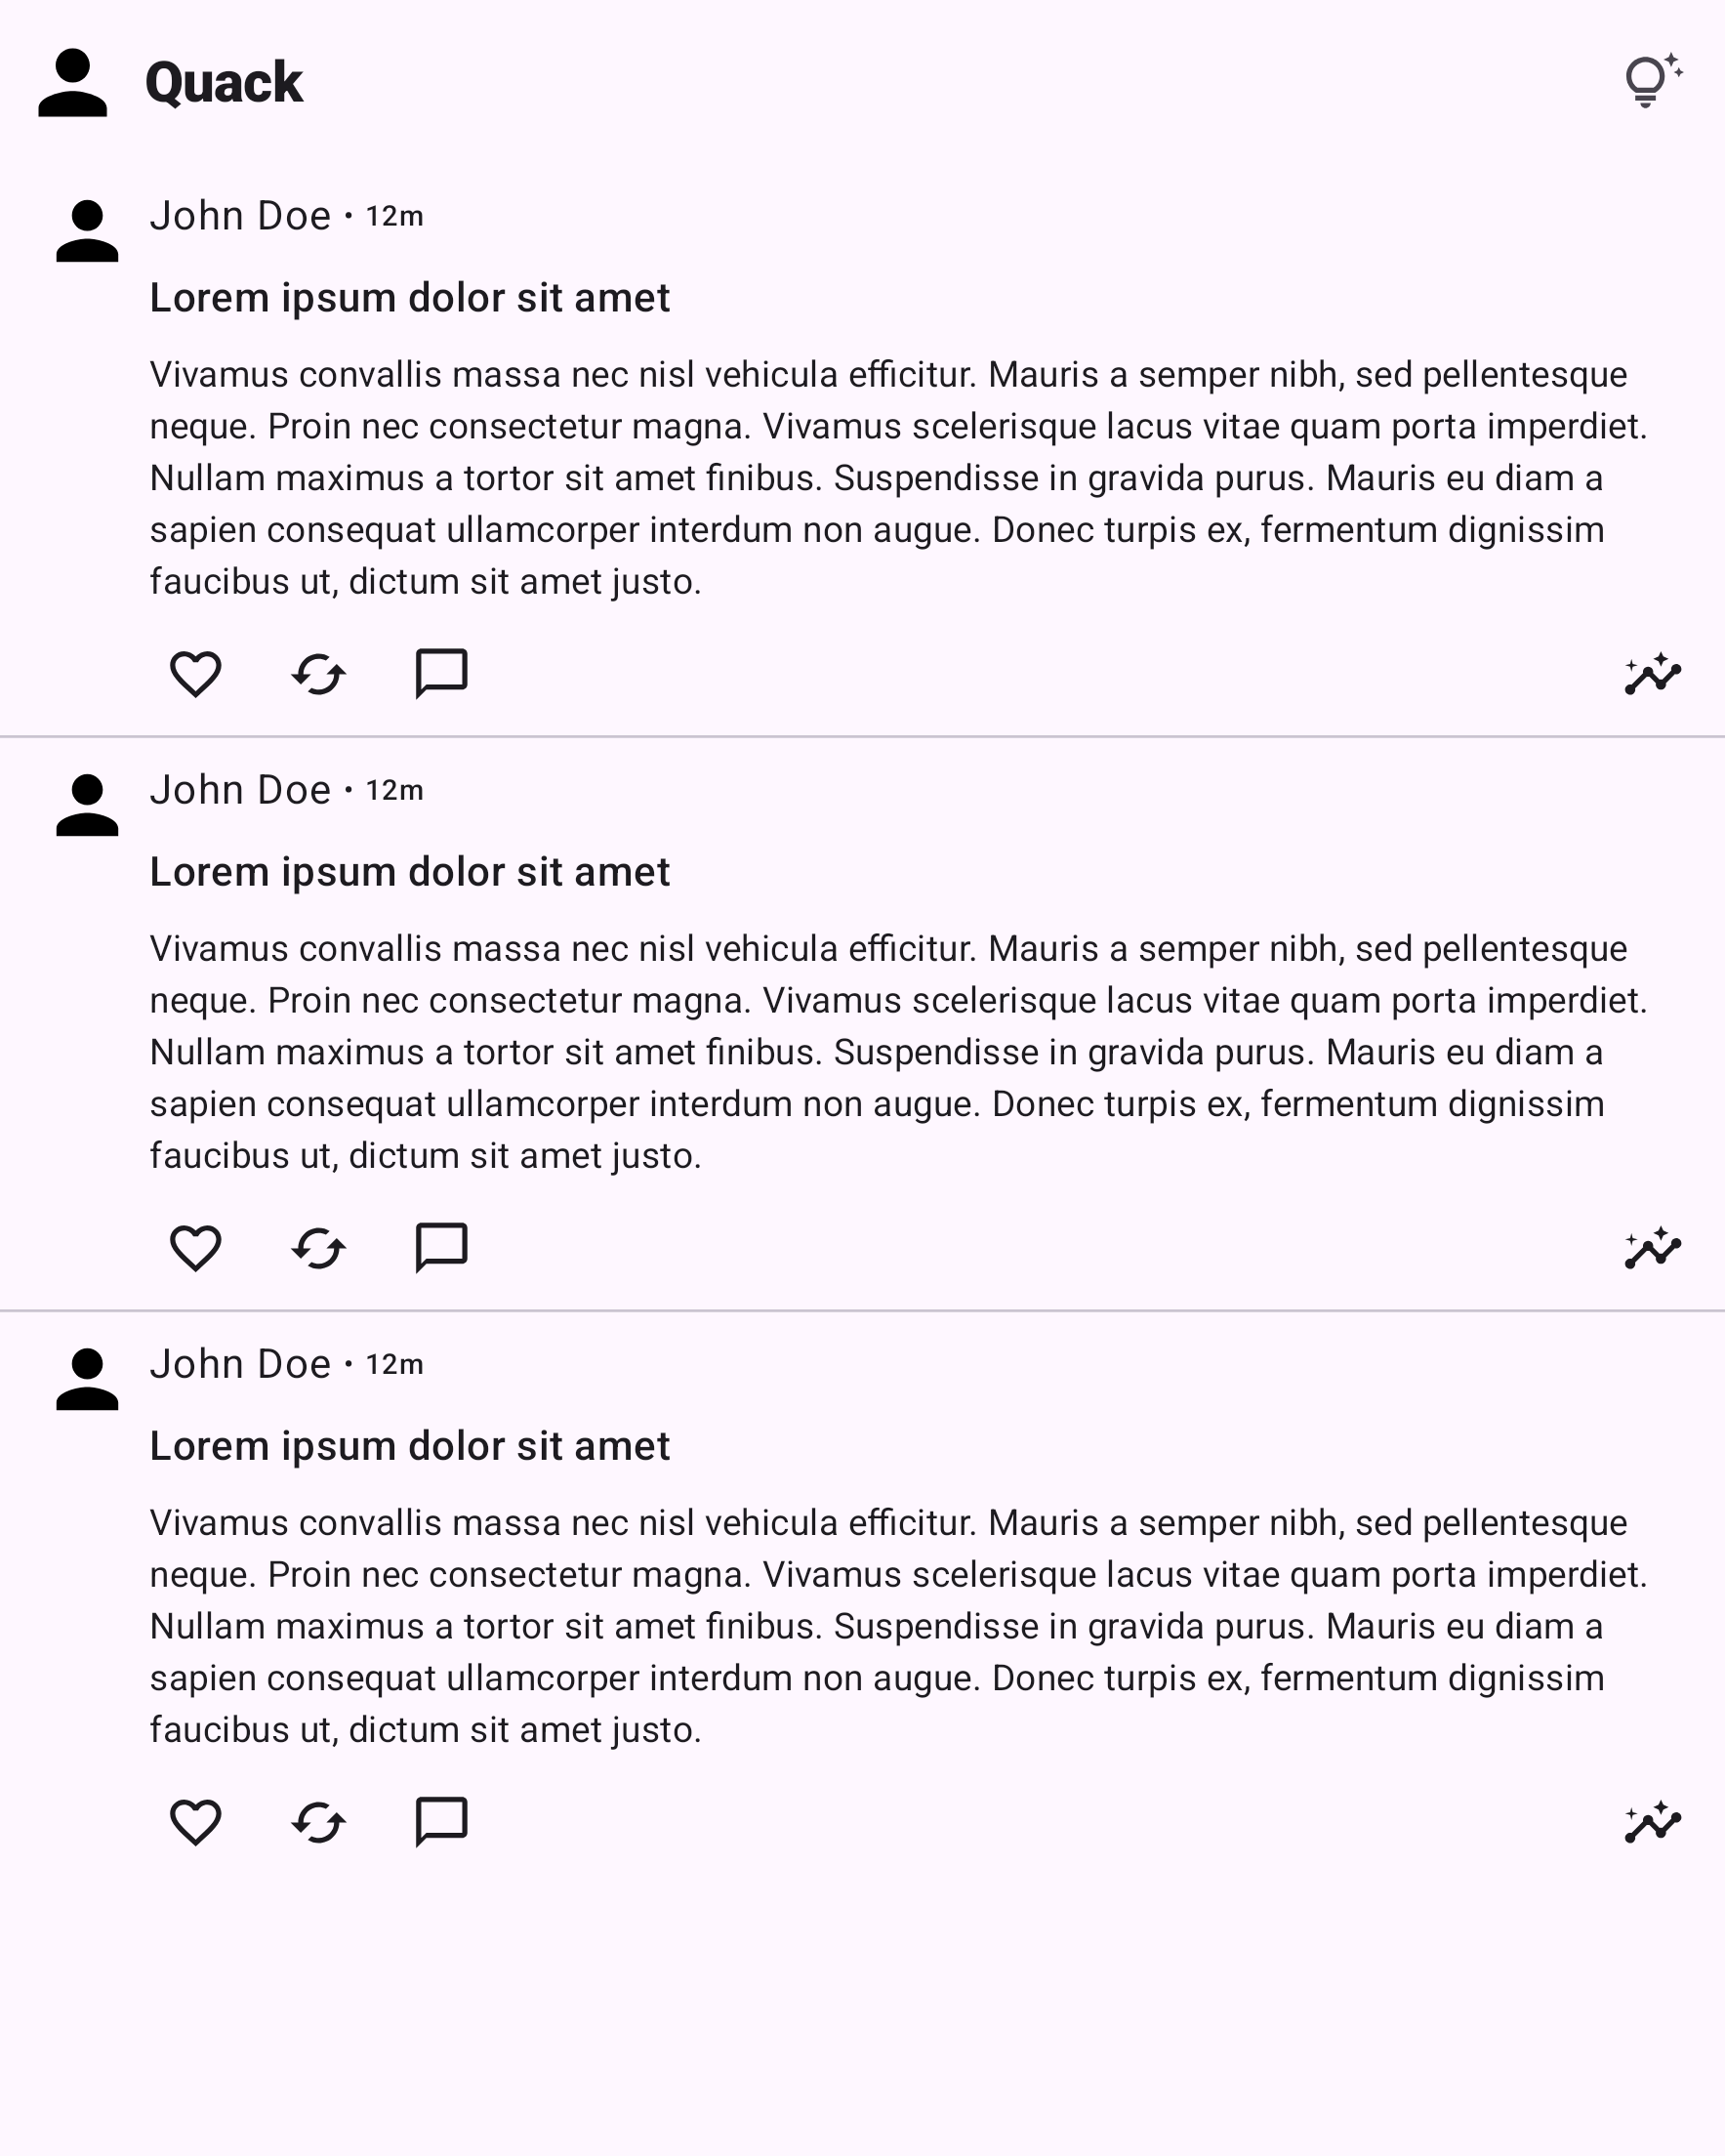 Quack
John Doe • 12m
Lorem ipsum dolor sit amet
Vivamus convallis massa nec nisl vehicula efficitur. Mauris a semper nibh, sed pellentesque
neque. Proin nec consectetur magna. Vivamus scelerisque lacus vitae quam porta imperdiet.
Nullam maximus a tortor sit amet finibus. Suspendisse in gravida purus. Mauris eu diam a
sapien consequat ullamcorper interdum non augue. Donec turpis ex, fermentum dignissim
faucibus ut, dictum sit amet justo.
John Doe • 12m
Lorem ipsum dolor sit amet
Vivamus convallis massa nec nisl vehicula efficitur. Mauris a semper nibh, sed pellentesque
neque. Proin nec consectetur magna. Vivamus scelerisque lacus vitae quam porta imperdiet.
Nullam maximus a tortor sit amet finibus. Suspendisse in gravida purus. Mauris eu diam a
sapien consequat ullamcorper interdum non augue. Donec turpis ex, fermentum dignissim
faucibus ut, dictum sit amet justo.
John Doe • 12m
Lorem ipsum dolor sit amet
Vivamus convallis massa nec nisl vehicula efficitur. Mauris a semper nibh, sed pellentesque
neque. Proin nec consectetur magna. Vivamus scelerisque lacus vitae quam porta imperdiet.
Nullam maximus a tortor sit amet finibus. Suspendisse in gravida purus. Mauris eu diam a
sapien consequat ullamcorper interdum non augue. Donec turpis ex, fermentum dignissim
faucibus ut, dictum sit amet justo.